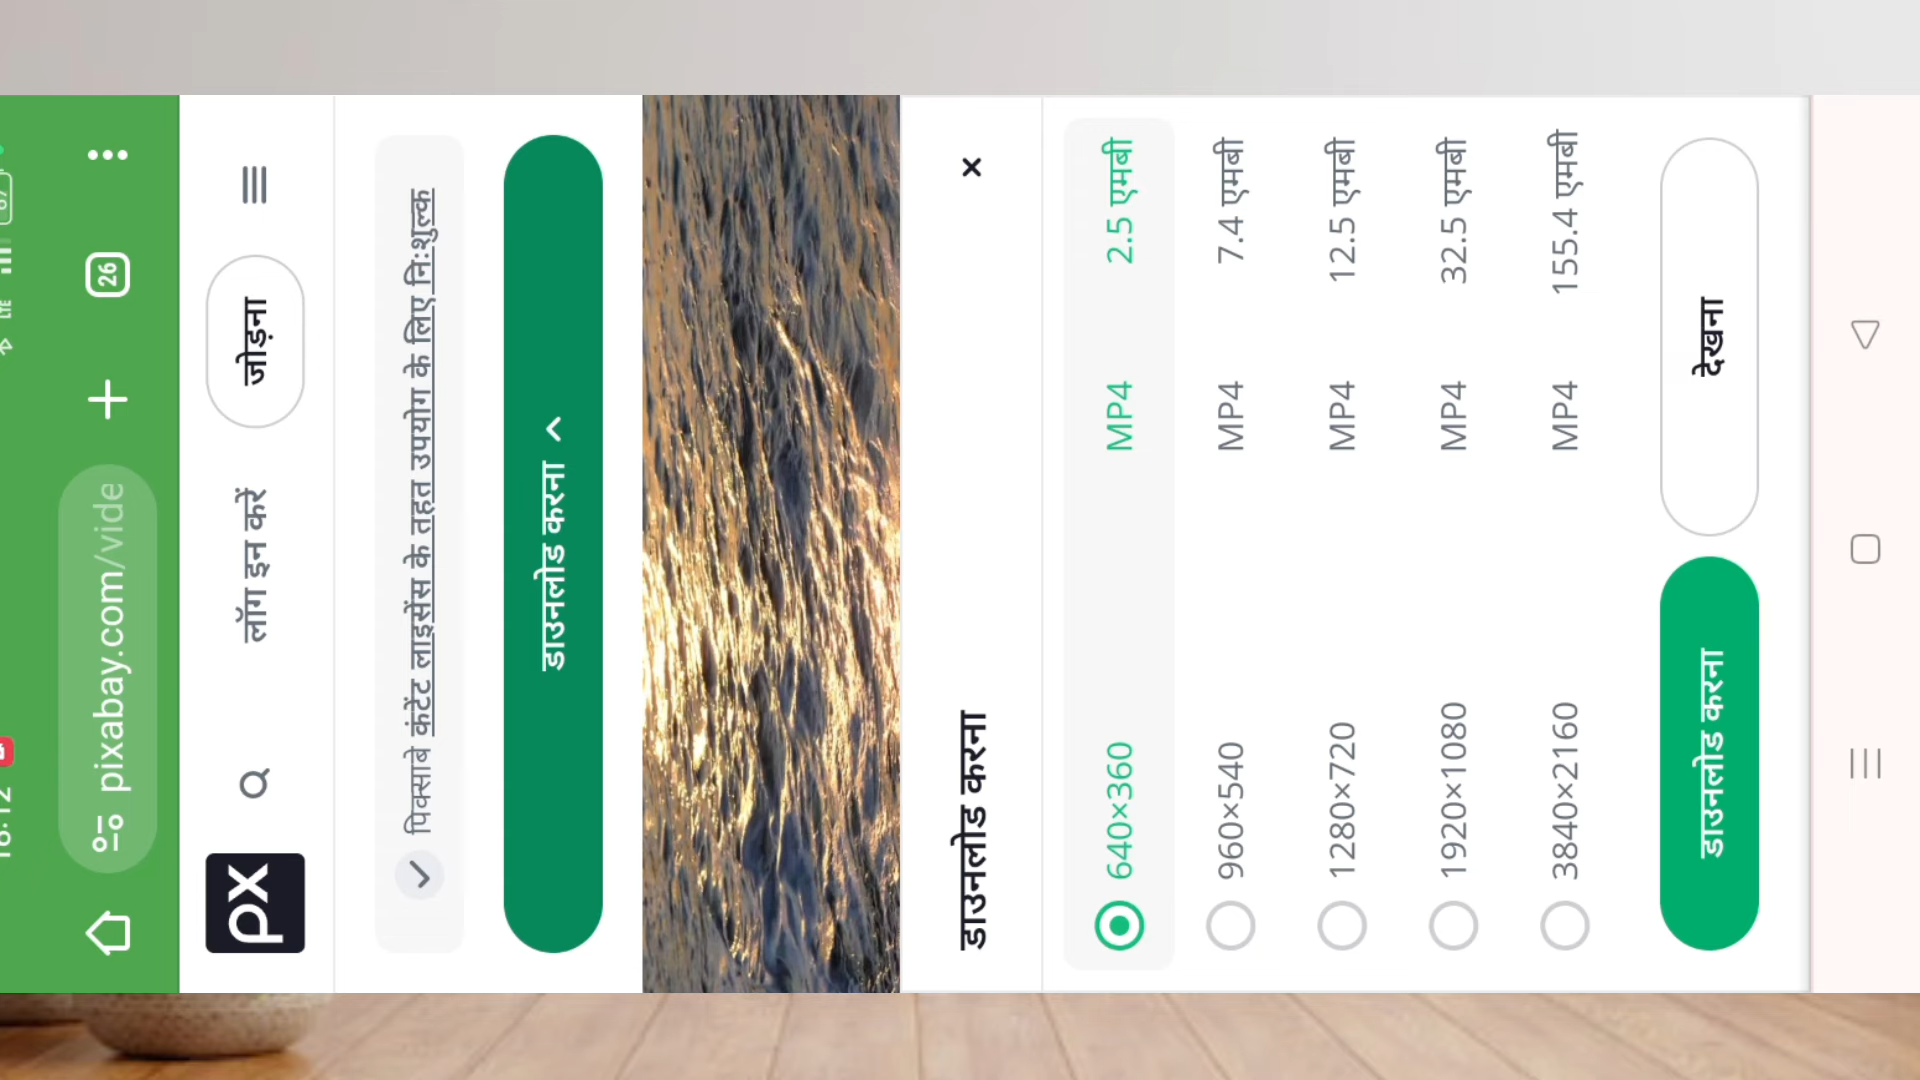 pixabay.com/vide
26
px
लॉग इन करें
जोड़ना
पिक्साबे कंटेंट लाइसेंस के तहत उपयोग के लिए नि:शुल्क
डाउनलोड करना
डाउनलोड करना ×
640×360 MP4 2.5 एमबी
960×540 MP4 7.4 एमबी
1280×720 MP4 12.5 एमबी
1920×1080 MP4 32.5 एमबी
3840×2160 MP4 155.4 एमबी
डाउनलोड करना देखना